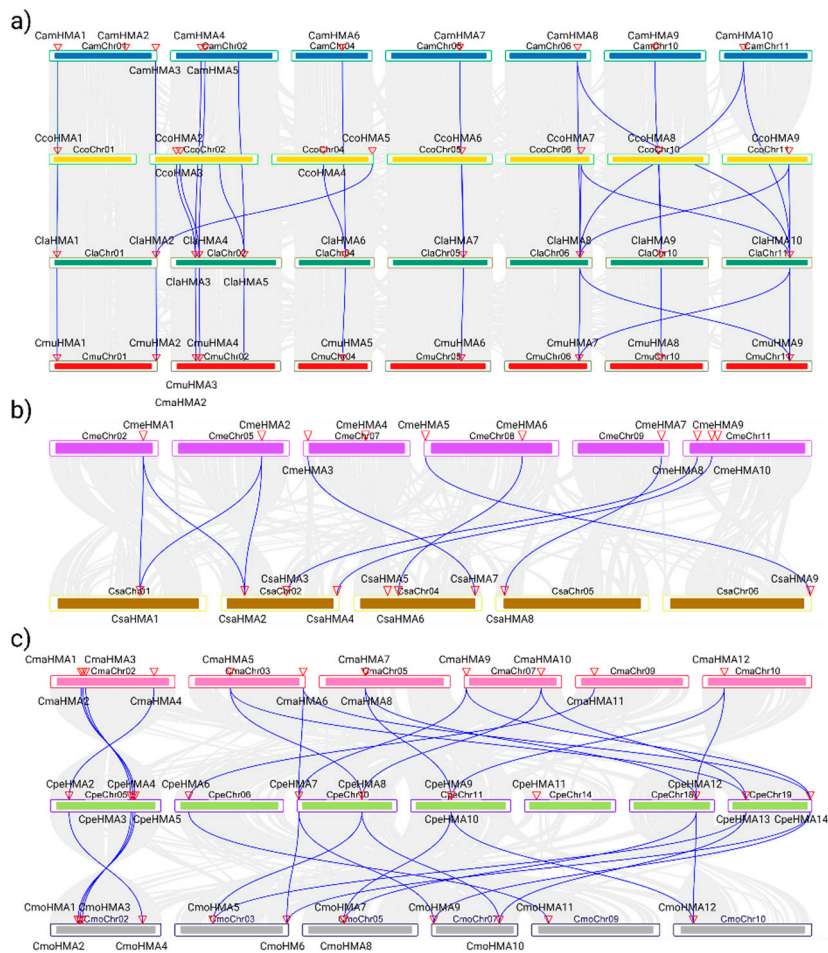 a)
CamHMA1 CamHMA2 CamHMA4 CamHMA6 CamHMA7 CamHMA8 CamHMA9 CamHMA10
CamChr01 CamChr02 CamChr04 CamChr05 CamChr06 CamChr10 CamChr11
CamHMA3 CamHMA5
CcoHMA1 CcoHMA2 CcoHMA5 CcoHMA6 CcoHMA7 CcoHMA8 CcoHMA9
CcoChr01 CcoChr02 CcoChr04 CcoChr05 CcoChr06 CcoChr10 CcoChr11
CcoHMA3 CcoHMA4
ClaHMA1 ClaHMA2 ClaHMA4 ClaHMA6 ClaHMA7 ClaHMA8 ClaHMA9 ClaHMA10
ClaChr01 ClaChr02 ClaChr04 ClaChr05 ClaChr06 ClaChr10 ClaChr11
ClaHMA3 ClaHMA5
CmuHMA1 CmuHMA2 CmuHMA4 CmuHMA5 CmuHMA6 CmuHMA7 CmuHMA8 CmuHMA9
CmuChr01 CmuChr02 CmuChr04 CmuChr05 CmuChr06 CmuChr10 CmuChr11
CmuHMA3
CmaHMA2
b)
CmeHMA1 CmeHMA2 CmeHMA4 CmeHMA5 CmeHMA6 CmeHMA7 CmeHMA9
CmeChr02 CmeChr05 CmeChr07 CmeChr08 CmeChr09 CmeChr11
CmeHMA3 CmeHMA8 CmeHMA10
CsaHMA3 CsaHMA5 CsaHMA7 CsaHMA9
CsaChr01 CsaChr02 CsaChr04 CsaChr05 CsaChr06
CsaHMA1 CsaHMA2 CsaHMA4 CsaHMA6 CsaHMA8
c)
CmaHMA1 CmaHMA3 CmaHMA5 CmaHMA7 CmaHMA9 CmaHMA10 CmaHMA12
CmaChr02 CmaChr03 CmaChr05 CmaChr07 CmaChr09 CmaChr10
CmaHMA2 CmaHMA4 CmaHMA6 CmaHMA8 CmaHMA11
CpeHMA2 CpeHMA4 CpeHMA6 CpeHMA7 CpeHMA8 CpeHMA9 CpeHMA11 CpeHMA12
CpeChr05 CpeChr06 CpeChr10 CpeChr11 CpeChr14 CpeChr18 CpeChr19
CpeHMA3 CpeHMA5 CpeHMA10 CpeHMA13 CpeHMA14
CmoHMA1 CmoHMA3 CmoHMA5 CmoHMA7 CmoHMA9 CmoHMA11 CmoHMA12
CmoChr02 CmoChr03 CmoChr05 CmoChr07 CmoChr09 CmoChr10
CmoHMA2 CmoHMA4 CmoHM6 CmoHMA8 CmoHMA10